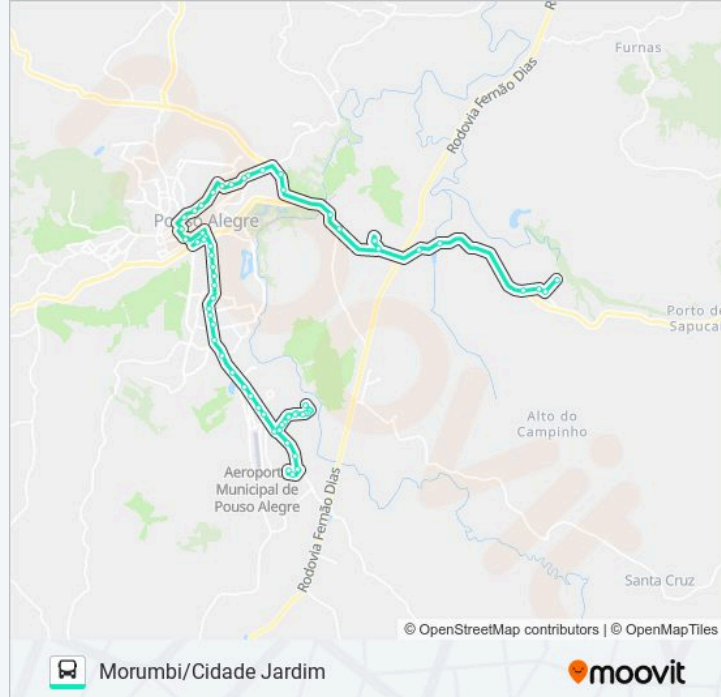 Furnas
Rodovia Fernão Dias
Pouso Alegre
Porto de
Sapucaí
Alto do
Campinho
Aeroporto
Municipal de
Pouso Alegre
Rodovia Fernão Dias
Santa Cruz
© OpenStreetMap contributors | © OpenMapTiles
Morumbi/Cidade Jardim
moovit